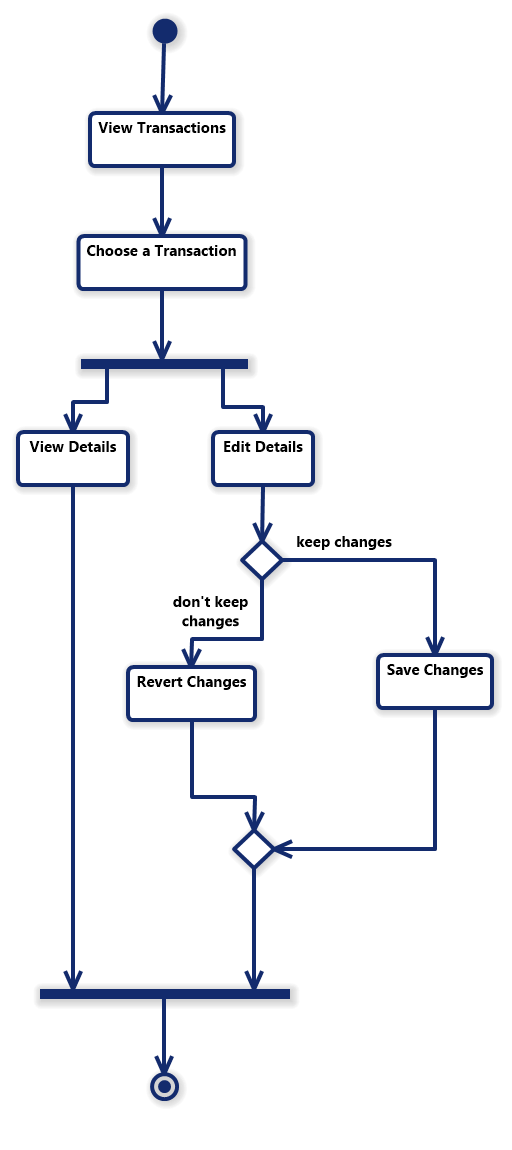 View Transactions
Choose a Transaction
View Details
Edit Details
keep changes
don't keep
changes
Revert Changes
Save Changes